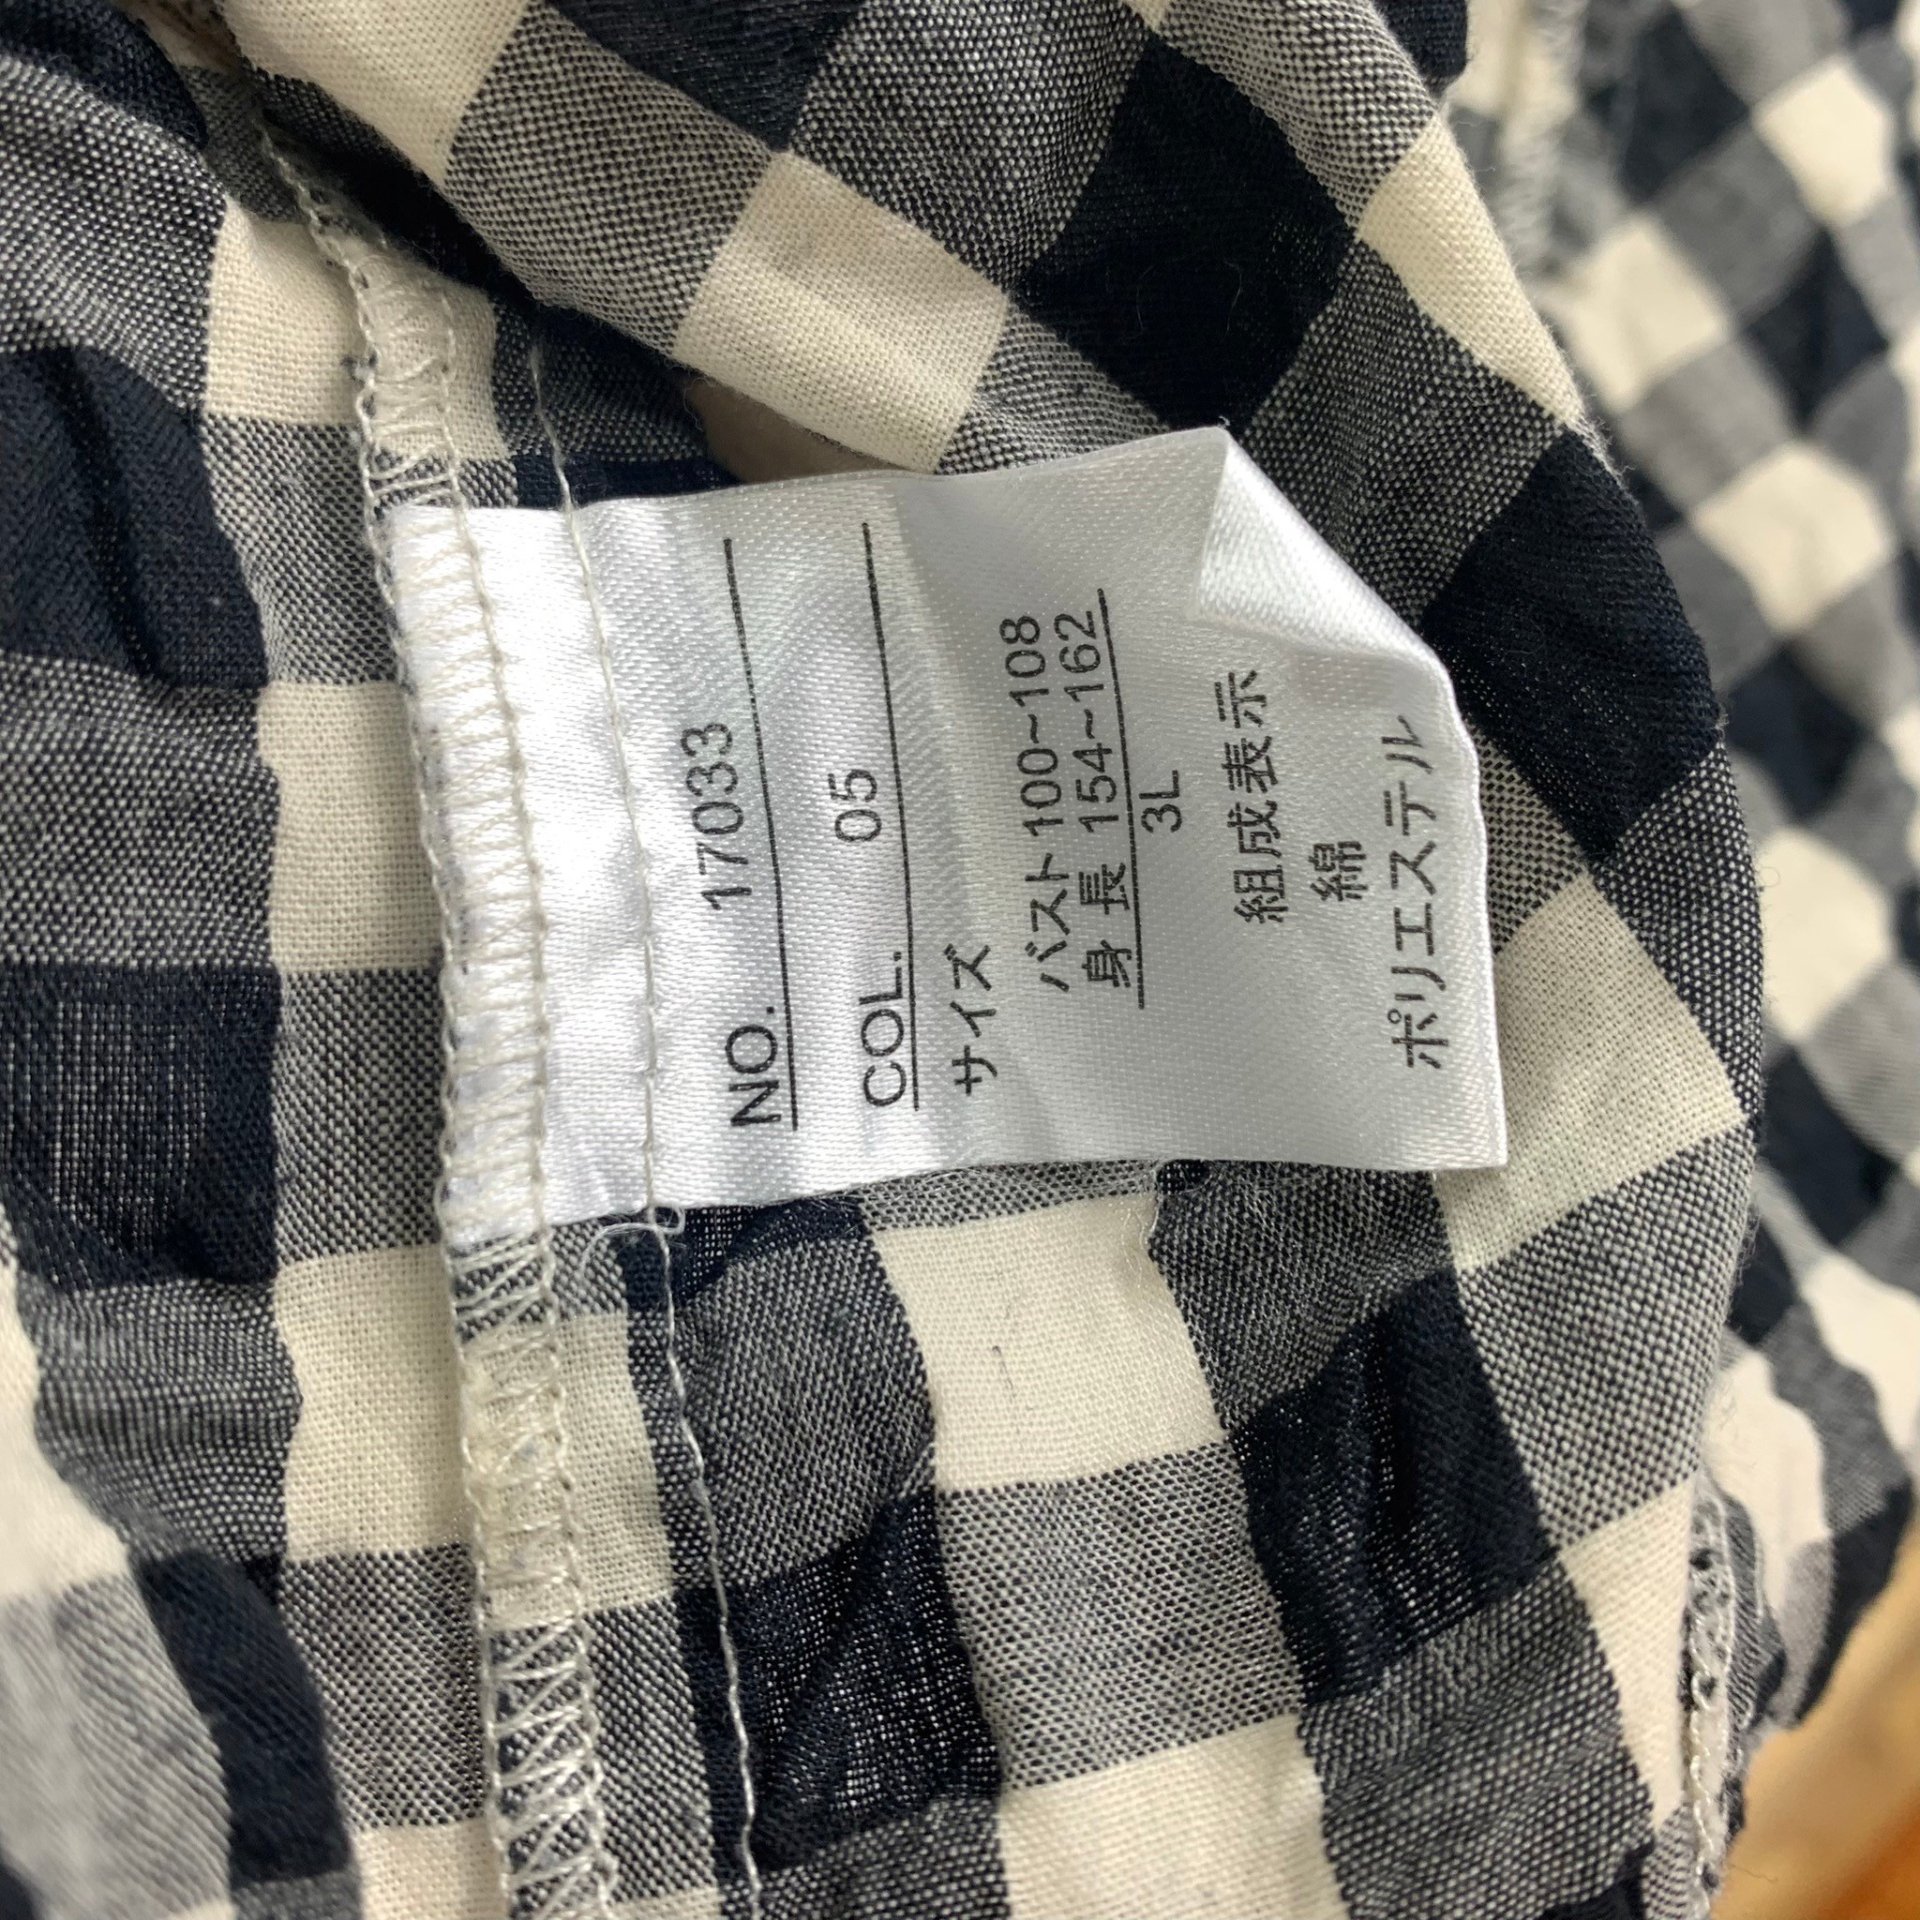 NO. 17033
COL. 05
サイズ
バスト 100~108
身長 154~162
3L
組成表示
綿
ポリエステル